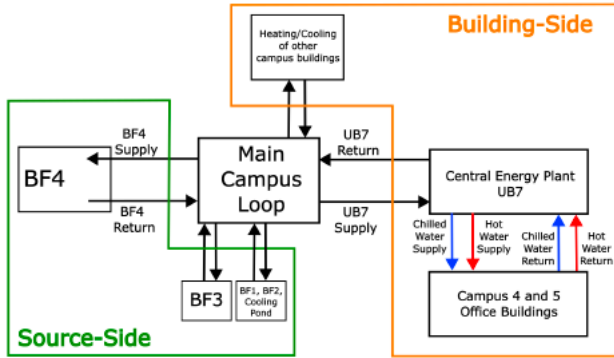 Building-Side
Heating/Cooling
of other
campus buildings
BF4
Supply
UB7
Return
BF4
Main
Campus
Loop
Central Energy Plant
UB7
BF4
Return
UB7
Supply
Chilled
Water
Supply
Hot
Water
Supply
Chilled
Water
Return
Hot
Water
Return
BF3
BF1, BF2,
Cooling
Pond
Campus 4 and 5
Office Buildings
Source-Side